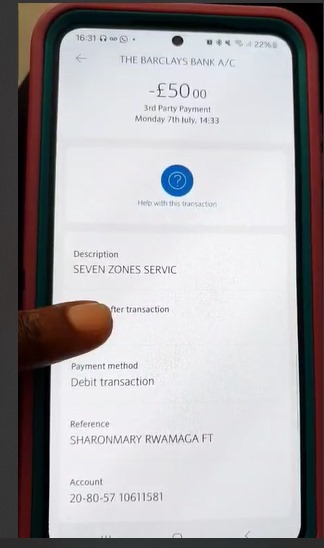 16:31
22%
THE BARCLAYS BANK A/C
-£50.00
3rd Party Payment
Monday 7th July, 14:33
Help with this transaction
Description
SEVEN ZONES SERVIC
fter transaction
Payment method
Debit transaction
Reference
SHARONMARY RWAMAGA FT
Account
20-80-57 10611581